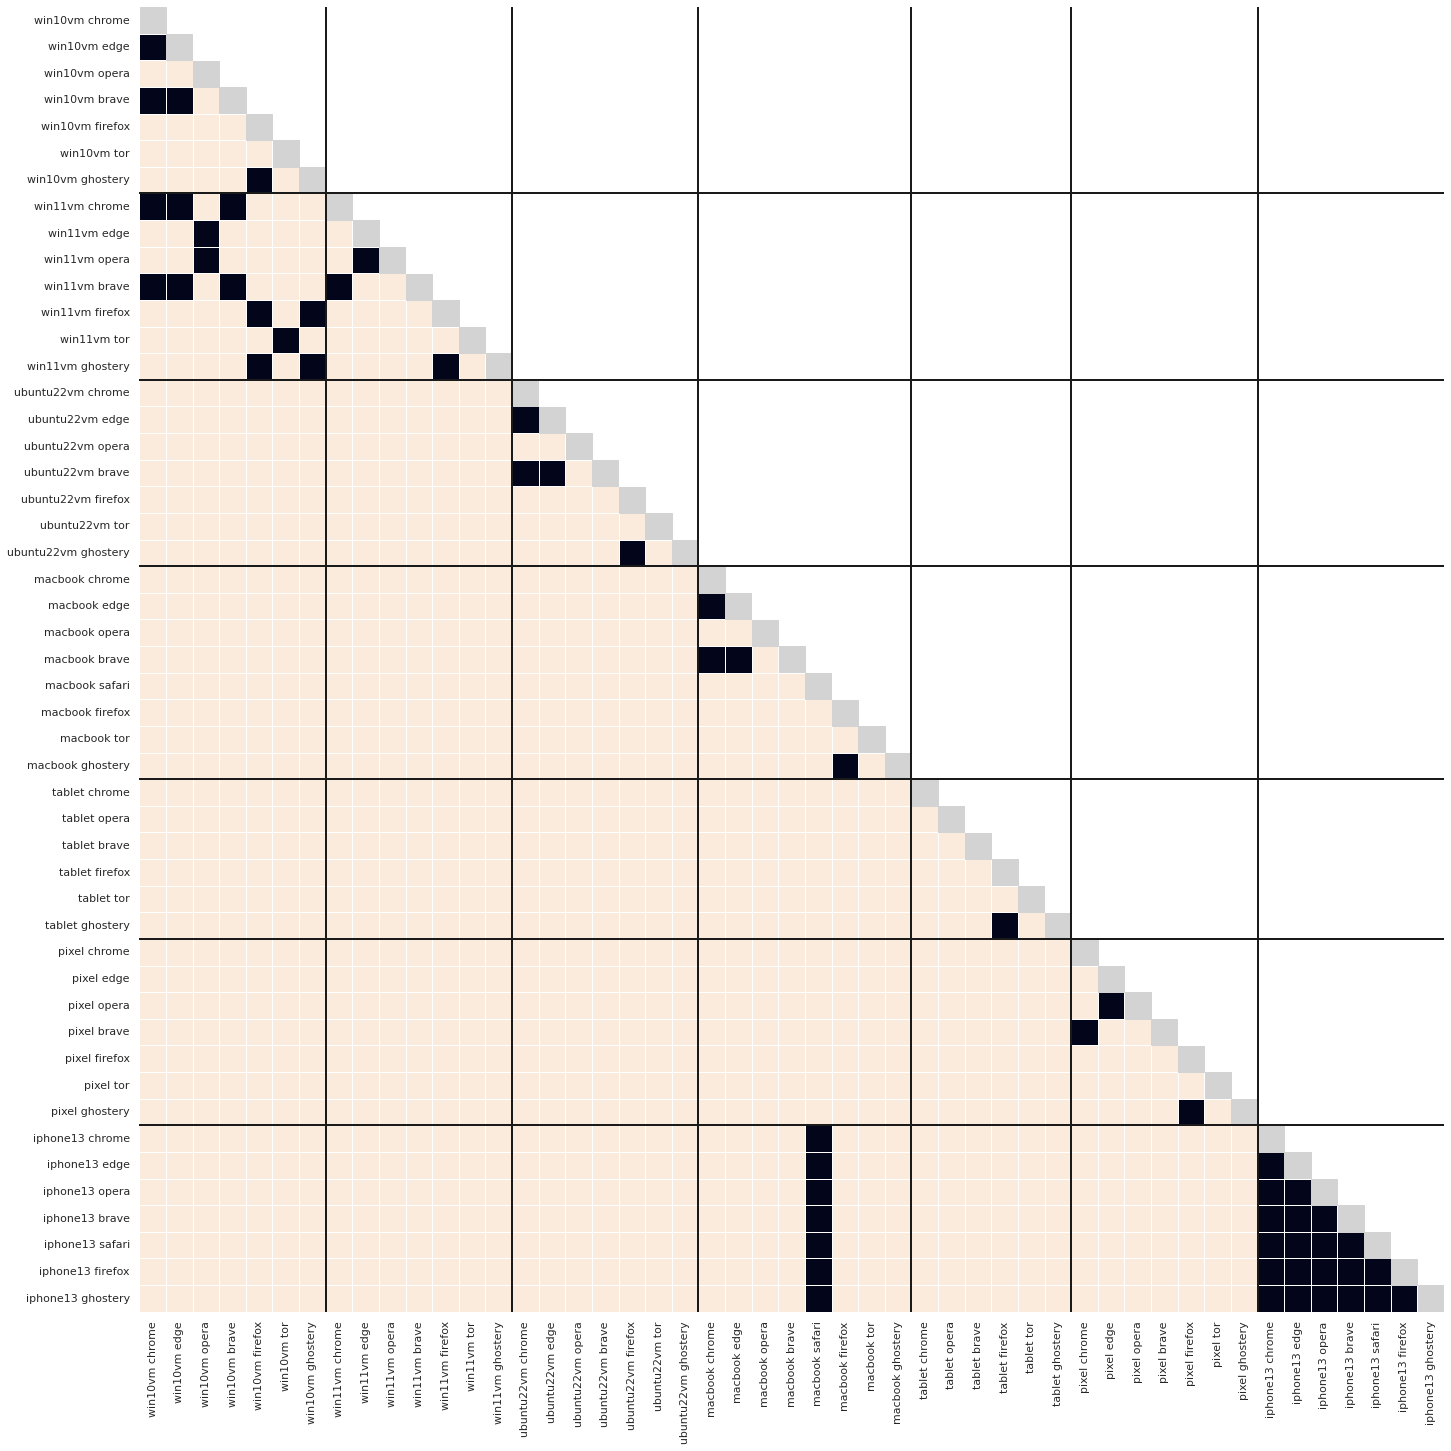 win10vm chrome
win10vm edge
win10vm opera
win10vm brave
win10vm firefox
win10vm tor
win10vm ghostery
win11vm chrome
win11vm edge
win11vm opera
win11vm brave
win11vm firefox
win11vm tor
win11vm ghostery
ubuntu22vm chrome
ubuntu22vm edge
ubuntu22vm opera
ubuntu22vm brave
ubuntu22vm firefox
ubuntu22vm tor
ubuntu22vm ghostery
macbook chrome
macbook edge
macbook opera
macbook brave
macbook safari
macbook firefox
macbook tor
macbook ghostery
tablet chrome
tablet opera
tablet brave
tablet firefox
tablet tor
tablet ghostery
pixel chrome
pixel edge
pixel opera
pixel brave
pixel firefox
pixel tor
pixel ghostery
iphone13 chrome
iphone13 edge
iphone13 opera
iphone13 brave
iphone13 safari
iphone13 firefox
iphone13 ghostery
win10vm chrome
win10vm edge
win10vm opera
win10vm brave
win10vm firefox
win10vm tor
win10vm ghostery
win11vm chrome
win11vm edge
win11vm opera
win11vm brave
win11vm firefox
win11vm tor
win11vm ghostery
ubuntu22vm chrome
ubuntu22vm edge
ubuntu22vm opera
ubuntu22vm brave
ubuntu22vm firefox
ubuntu22vm tor
ubuntu22vm ghostery
macbook chrome
macbook edge
macbook opera
macbook brave
macbook safari
macbook firefox
macbook tor
macbook ghostery
tablet chrome
tablet opera
tablet brave
tablet firefox
tablet tor
tablet ghostery
pixel chrome
pixel edge
pixel opera
pixel brave
pixel firefox
pixel tor
pixel ghostery
iphone13 chrome
iphone13 edge
iphone13 opera
iphone13 brave
iphone13 safari
iphone13 firefox
iphone13 ghostery